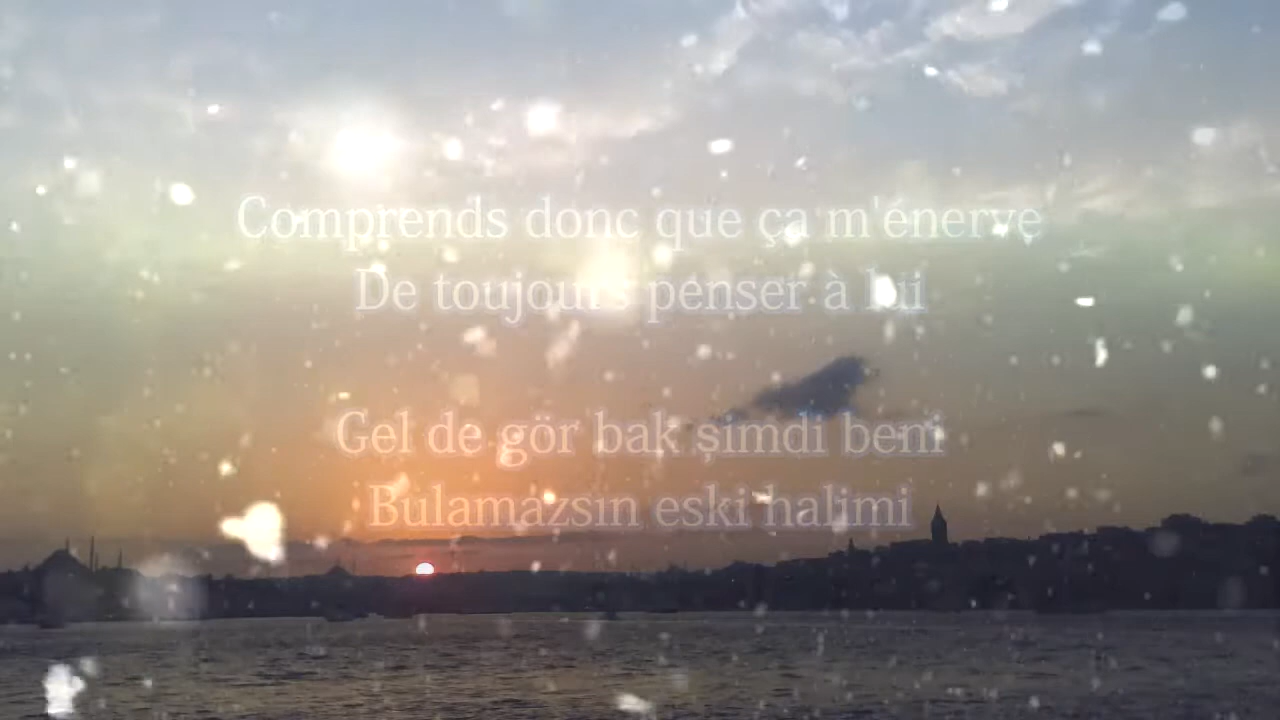 Comprends donc que ça m'énerve
De toujours penser à lui
Gel de gör bak şimdi beni
Bulamazsın eski halimi